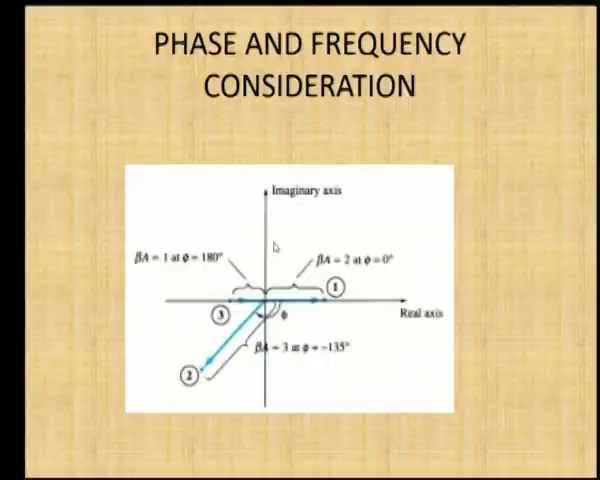 PHASE AND FREQUENCY
CONSIDERATION
Imaginary axis
βA = 1 at ϕ = 180°
βA = 2 at ϕ = 0°
1
3
ϕ
Real axis
βA = 3 at ϕ = −135°
2